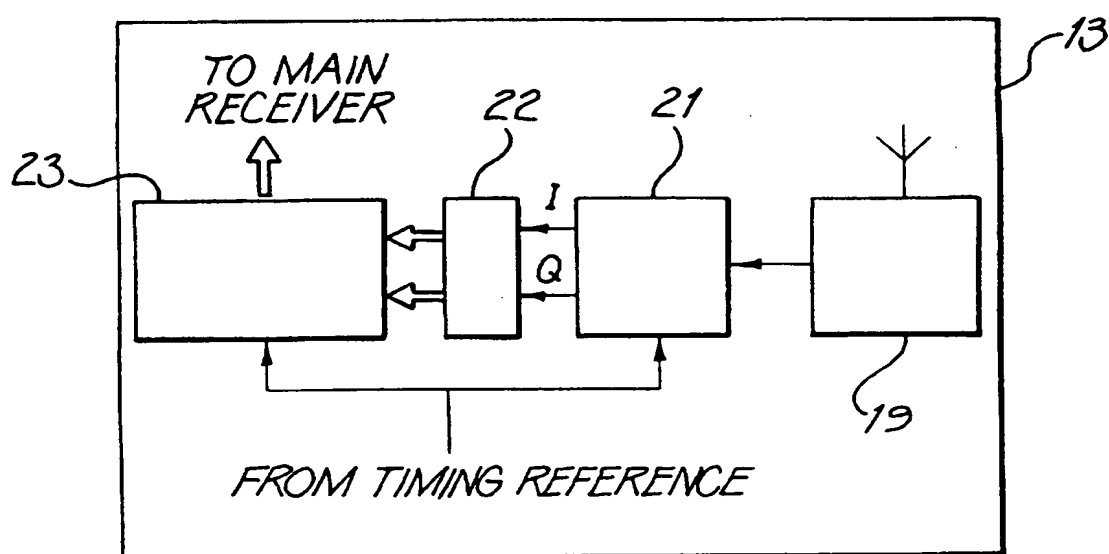 13
TO MAIN
RECEIVER
22
21
23
I
Q
19
FROM TIMING REFERENCE